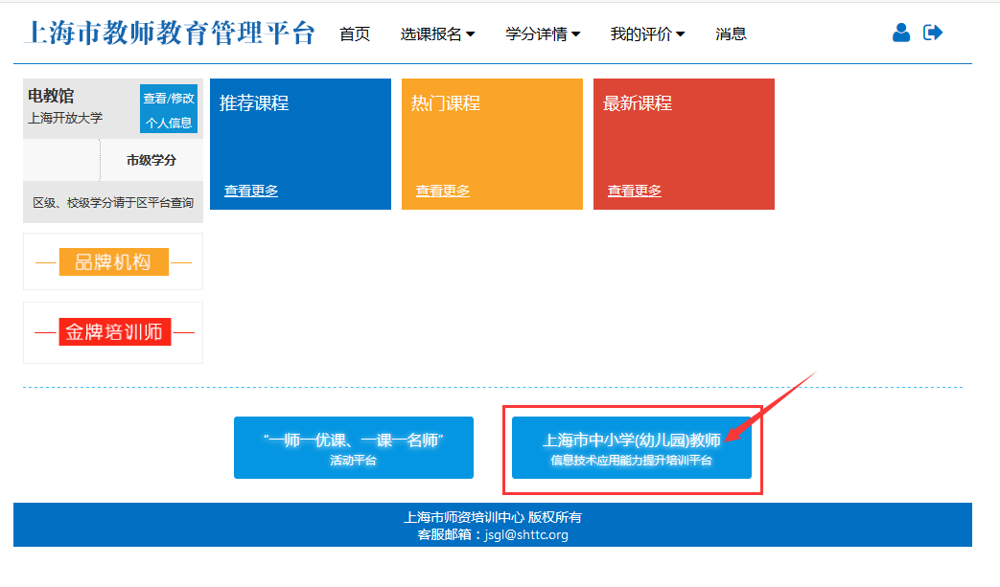 上海市教师教育管理平台 首页 选课报名 学分详情 我的评价 消息
电教馆
上海开放大学
查看/修改
个人信息
市级学分
区级、校级学分请于区平台查询
推荐课程
查看更多
热门课程
查看更多
最新课程
查看更多
品牌机构
金牌培训师
“一师一优课、一课一名师”
活动平台
上海市中小学(幼儿园)教师
信息技术应用能力提升培训平台
上海市师资培训中心 版权所有
客服邮箱：jsgl@shttc.org